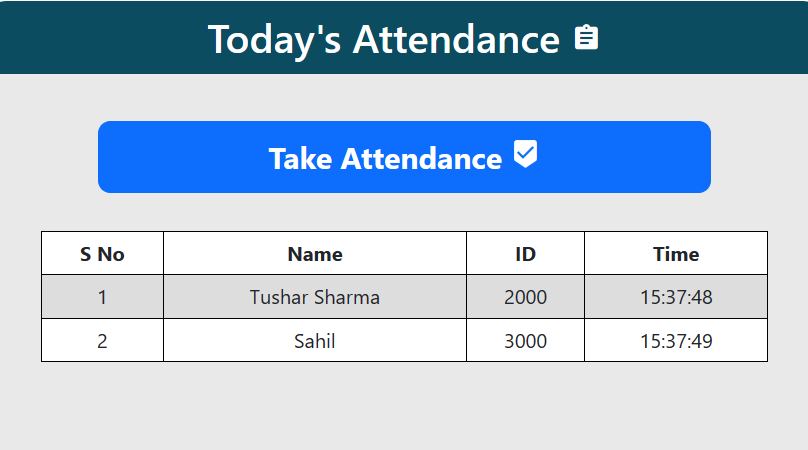 Today's Attendance
Take Attendance
S No Name ID Time
1 Tushar Sharma 2000 15:37:48
2 Sahil 3000 15:37:49